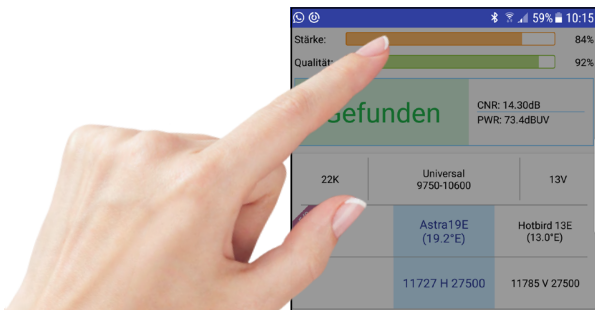 59% 10:15
Stärke: 84%
Qualität: 92%
Gefunden
CNR: 14.30dB
PWR: 73.4dBUV
22K
Universal
9750-10600
13V
Astra19E
(19.2°E)
Hotbird 13E
(13.0°E)
11727 H 27500
11785 V 27500